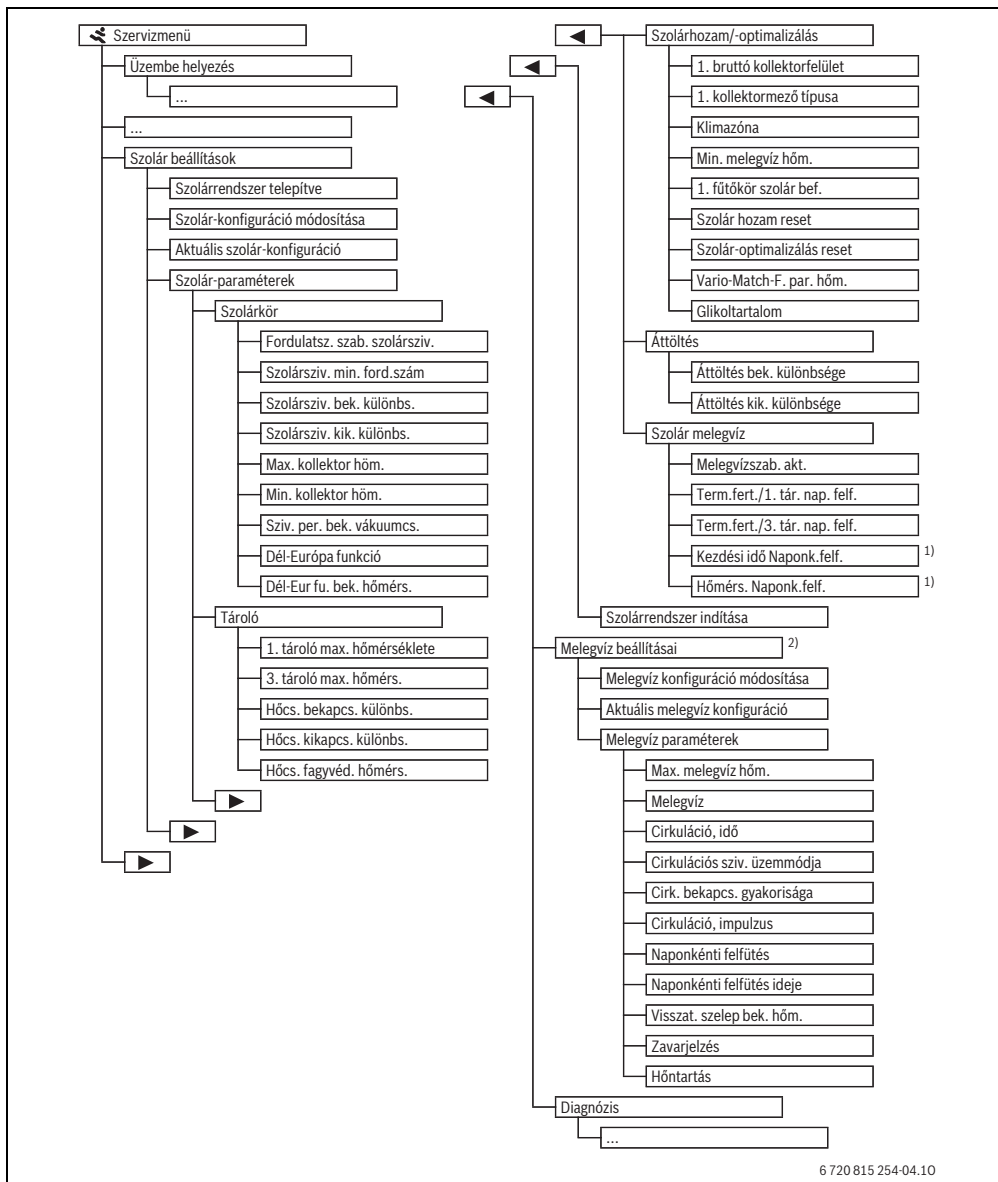 Szervizmenü
Üzembe helyezés
...
...
Szolár beállítások
Szolárrendszer telepítve
Szolár-konfiguráció módosítása
Aktuális szolár-konfiguráció
Szolár-paraméterek
Szolárkör
Fordulatsz. szab. szolársziv.
Szolársziv. min. ford.szám
Szolársziv. bek. különbs.
Szolársziv. kik. különbs.
Max. kollektor höm.
Min. kollektor höm.
Sziv. per. bek. vákuumcs.
Dél-Európa funkció
Dél-Eur fu. bek. hőmérs.
Tároló
1. tároló max. hőmérséklete
3. tároló max. hőmérs.
Hőcs. bekapcs. különbs.
Hőcs. kikapcs. különbs.
Hőcs. fagyvéd. hőmérs.
Szolárhozam/-optimalizálás
1. bruttó kollektorfelület
1. kollektormező típusa
Klimazóna
Min. melegvíz hőm.
1. fűtőkör szolár bef.
Szolár hozam reset
Szolár-optimalizálás reset
Vario-Match-F. par. hőm.
Glikoltartalom
Áttöltés
Áttöltés bek. különbsége
Áttöltés kik. különbsége
Szolár melegvíz
Melegvízszab. akt.
Term.fert./1. tár. nap. felf.
Term.fert./3. tár. nap. felf.
Kezdési idő Naponk.felf. 1)
Hőmérs. Naponk.felf. 1)
Szolárrendszer indítása
Melegvíz beállításai 2)
Melegvíz konfiguráció módosítása
Aktuális melegvíz konfiguráció
Melegvíz paraméterek
Max. melegvíz hőm.
Melegvíz
Cirkuláció, idő
Cirkulációs sziv. üzemmódja
Cirk. bekapcs. gyakorisága
Cirkuláció, impulzus
Naponkénti felfűtés
Naponkénti felfűtés ideje
Visszat. szelep bek. hőm.
Zavarjelzés
Hőntartás
Diagnózis
...
6 720 815 254-04.1O